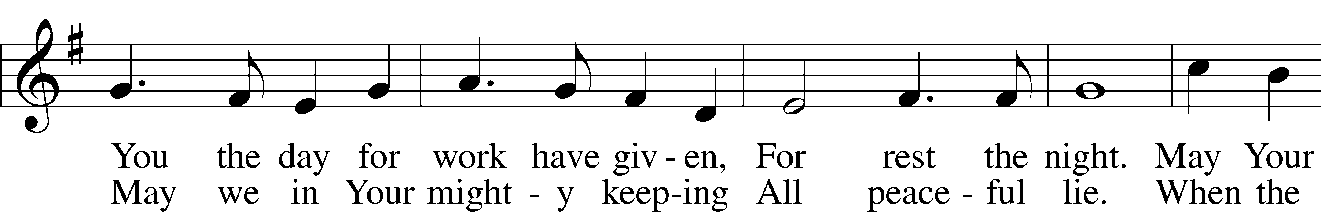 You the day for work have giv - en, For rest the night. May Your
May we in Your might - y keep - ing All peace - ful lie. When the